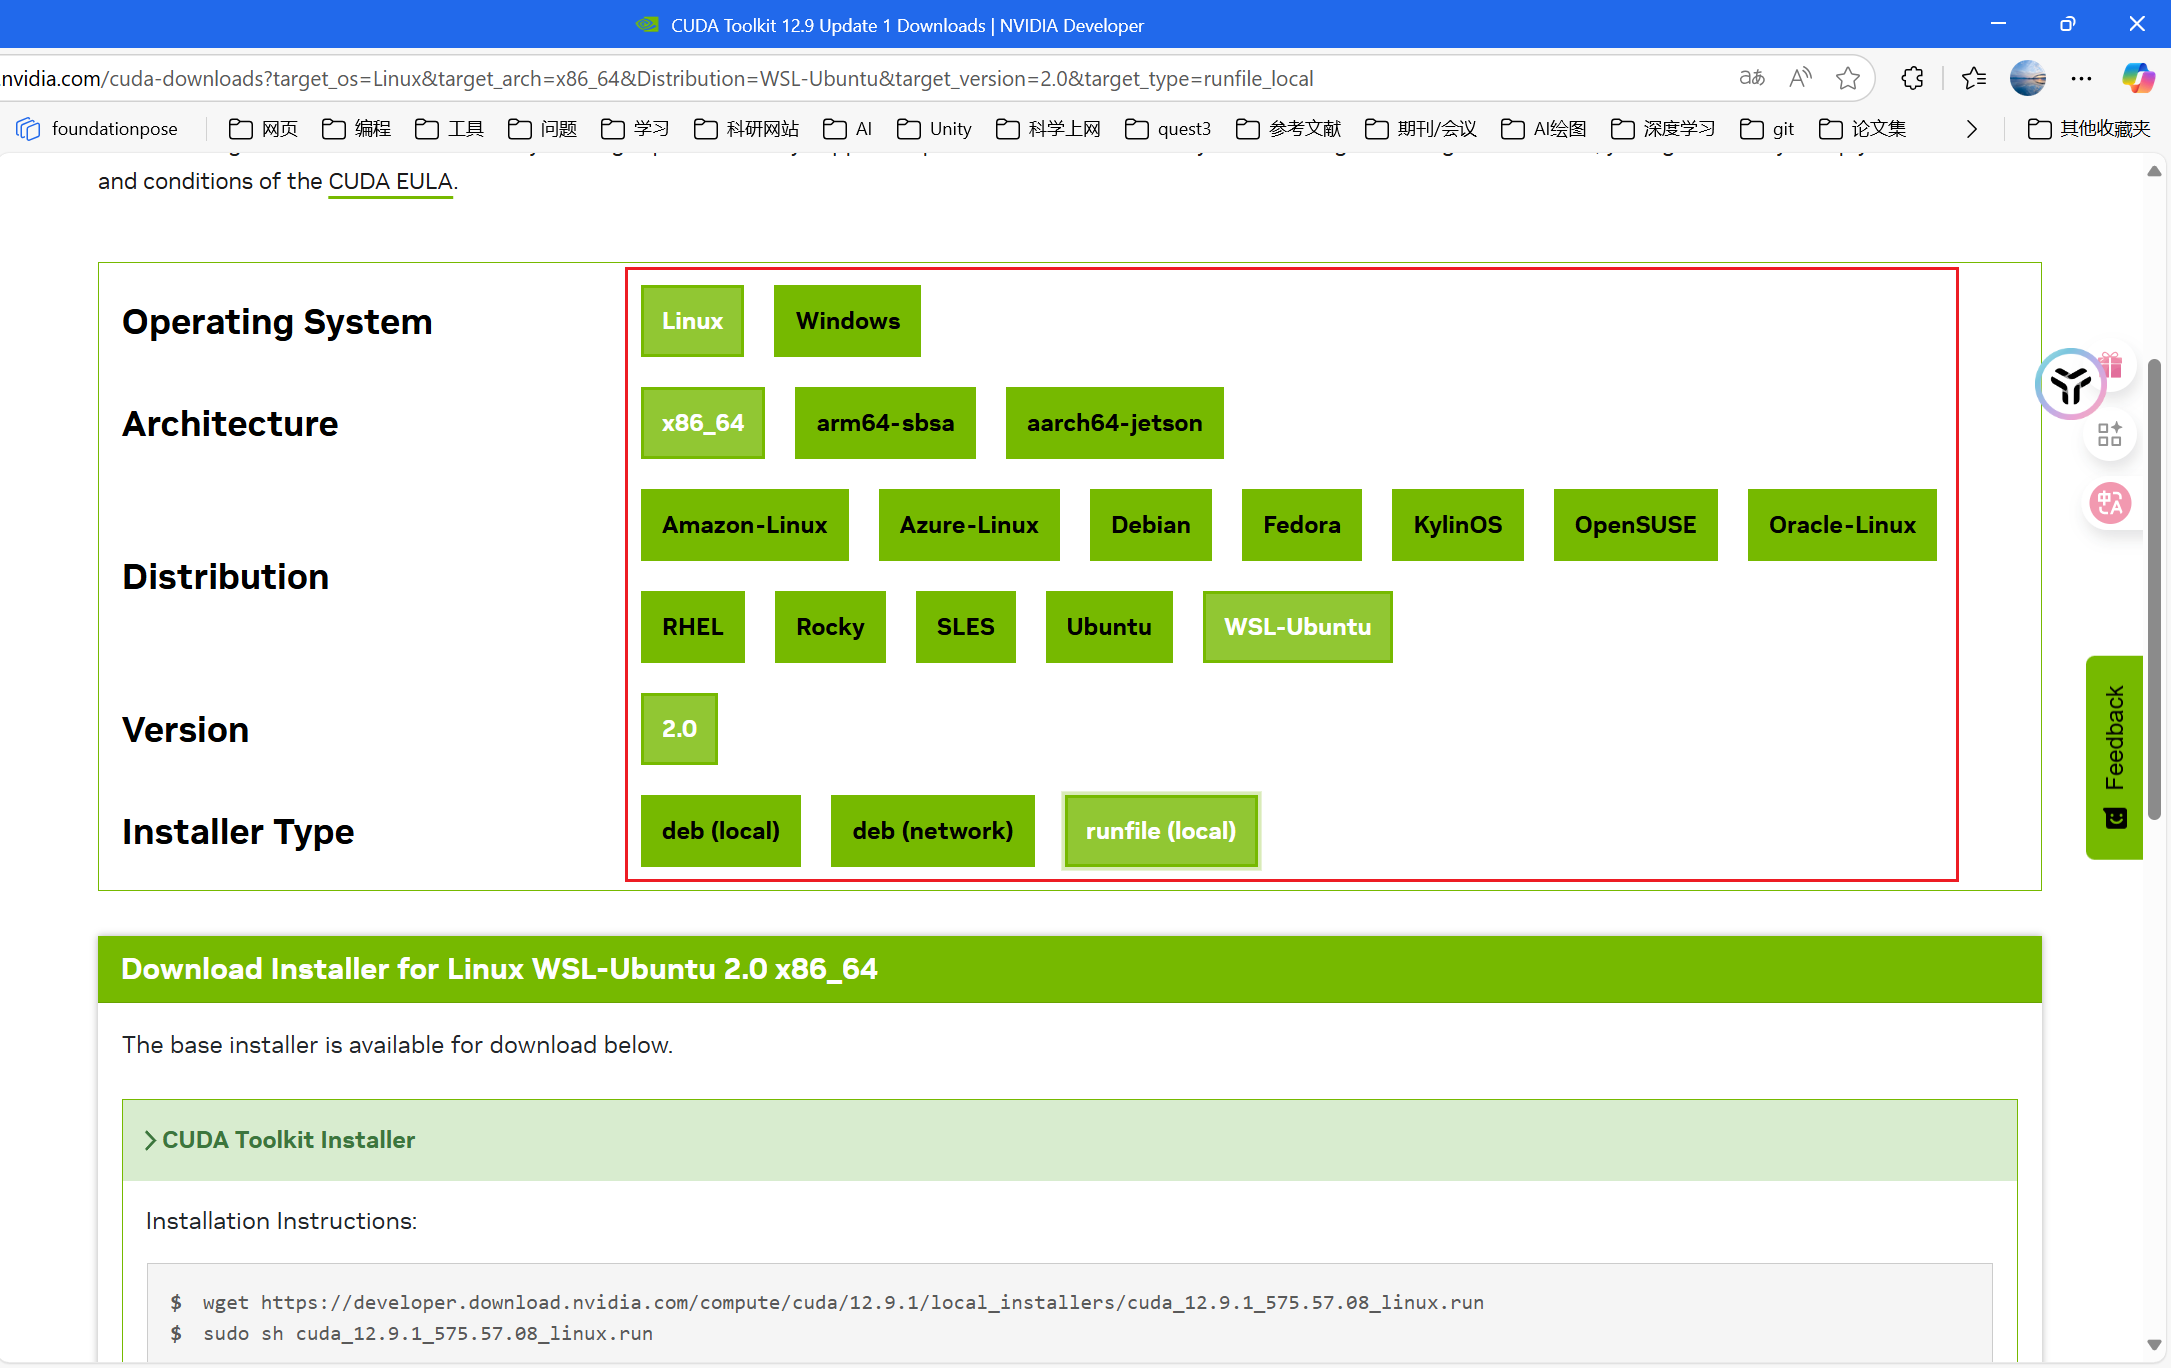 CUDA Toolkit 12.9 Update 1 Downloads | NVIDIA Developer
nvidia.com/cuda-downloads?target_os=Linux&target_arch=x86_64&Distribution=WSL-Ubuntu&target_version=2.0&target_type=runfile_local
foundationpose 网页 编程 工具 问题 学习 科研网站 AI Unity 科学上网 quest3 参考文献 期刊/会议 AI绘图 深度学习 git 论文集 其他收藏夹
and conditions of the CUDA EULA.
Operating System
Linux Windows
Architecture
x86_64 arm64-sbsa aarch64-jetson
Distribution
Amazon-Linux Azure-Linux Debian Fedora KylinOS OpenSUSE Oracle-Linux
RHEL Rocky SLES Ubuntu WSL-Ubuntu
Version
2.0
Installer Type
deb (local) deb (network) runfile (local)
Feedback
Download Installer for Linux WSL-Ubuntu 2.0 x86_64
The base installer is available for download below.
CUDA Toolkit Installer
Installation Instructions:
$ wget https://developer.download.nvidia.com/compute/cuda/12.9.1/local_installers/cuda_12.9.1_575.57.08_linux.run
$ sudo sh cuda_12.9.1_575.57.08_linux.run